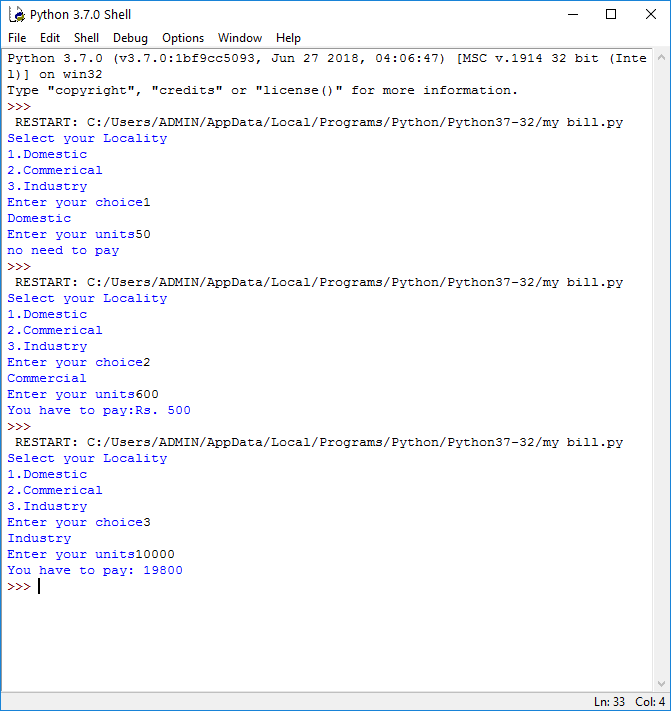 Python 3.7.0 Shell
File Edit Shell Debug Options Window Help
Python 3.7.0 (v3.7.0:1bf9cc5093, Jun 27 2018, 04:06:47) [MSC v.1914 32 bit (Inte
l)] on win32
Type "copyright", "credits" or "license()" for more information.
>>>
 RESTART: C:/Users/ADMIN/AppData/Local/Programs/Python/Python37-32/my bill.py
Select your Locality
1.Domestic
2.Commerical
3.Industry
Enter your choice1
Domestic
Enter your units50
no need to pay
>>>
 RESTART: C:/Users/ADMIN/AppData/Local/Programs/Python/Python37-32/my bill.py
Select your Locality
1.Domestic
2.Commerical
3.Industry
Enter your choice2
Commercial
Enter your units600
You have to pay:Rs. 500
>>>
 RESTART: C:/Users/ADMIN/AppData/Local/Programs/Python/Python37-32/my bill.py
Select your Locality
1.Domestic
2.Commerical
3.Industry
Enter your choice3
Industry
Enter your units10000
You have to pay: 19800
>>>
Ln: 33 Col: 4